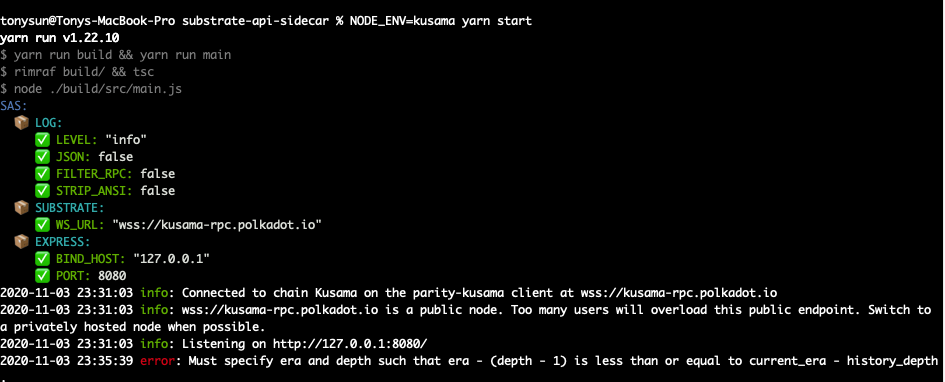 tonysun@Tonys-MacBook-Pro substrate-api-sidecar % NODE_ENV=kusama yarn start
yarn run v1.22.10
$ yarn run build && yarn run main
$ rimraf build/ && tsc
$ node ./build/src/main.js
SAS:
📦 LOG:
✅ LEVEL: "info"
✅ JSON: false
✅ FILTER_RPC: false
✅ STRIP_ANSI: false
📦 SUBSTRATE:
✅ WS_URL: "wss://kusama-rpc.polkadot.io"
📦 EXPRESS:
✅ BIND_HOST: "127.0.0.1"
✅ PORT: 8080
2020-11-03 23:31:03 info: Connected to chain Kusama on the parity-kusama client at wss://kusama-rpc.polkadot.io
2020-11-03 23:31:03 info: wss://kusama-rpc.polkadot.io is a public node. Too many users will overload this public endpoint. Switch to
a privately hosted node when possible.
2020-11-03 23:31:03 info: Listening on http://127.0.0.1:8080/
2020-11-03 23:35:39 error: Must specify era and depth such that era - (depth - 1) is less than or equal to current_era - history_depth
.